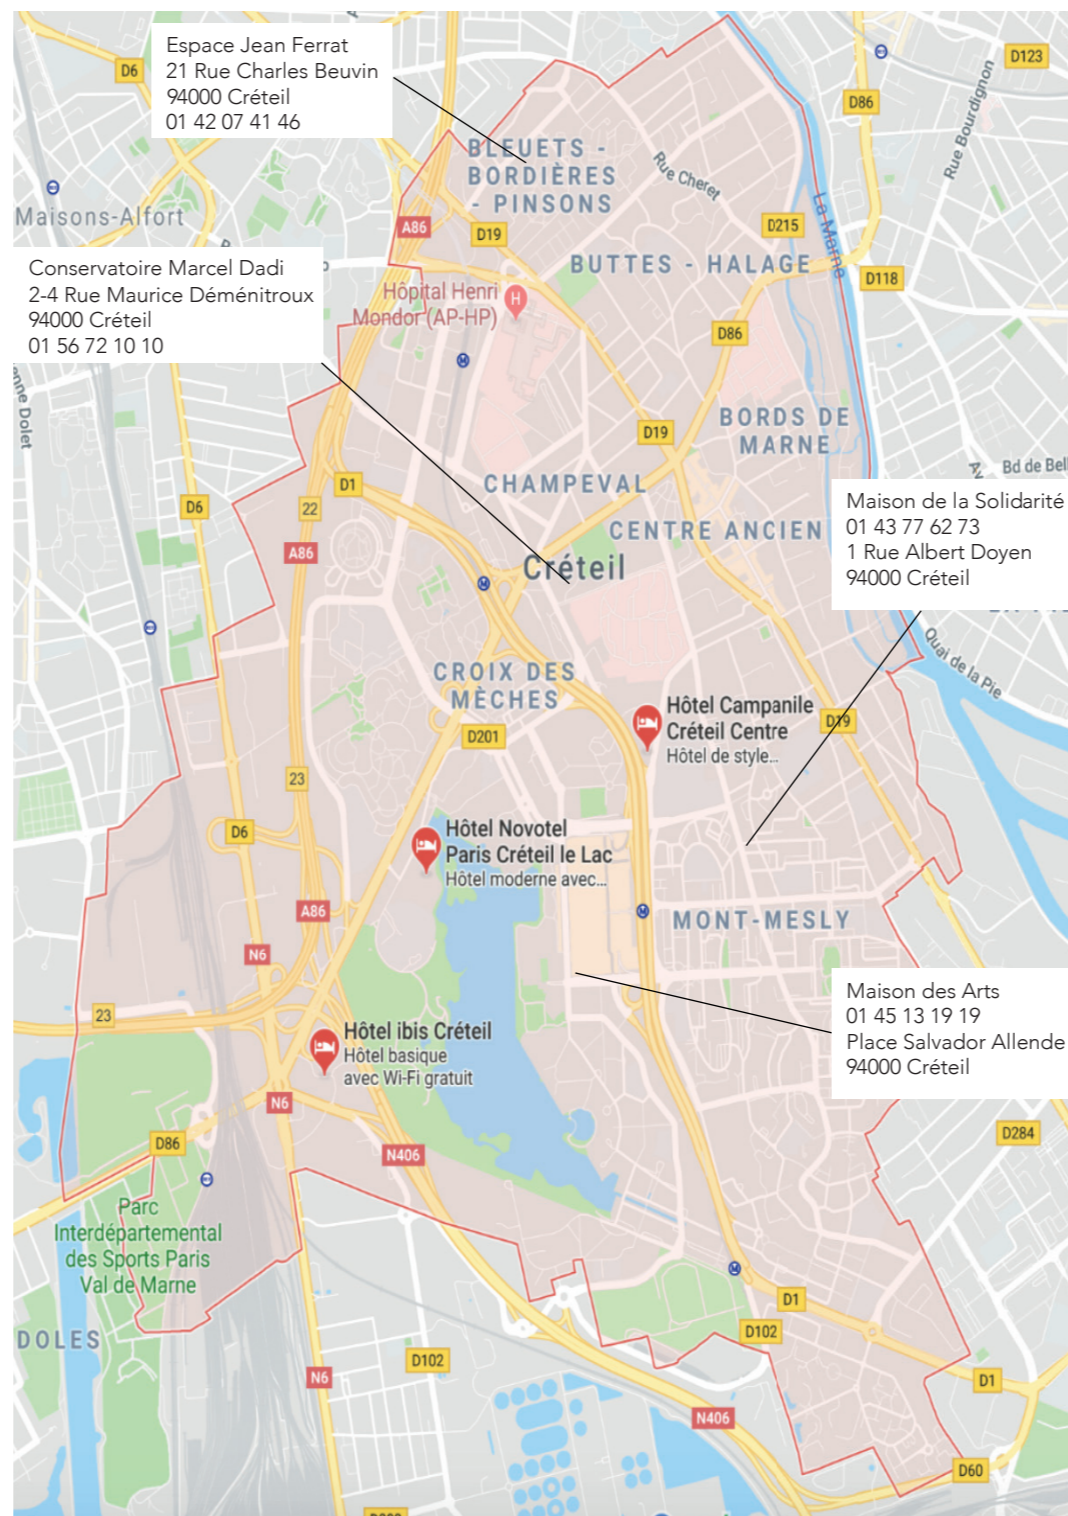 Espace Jean Ferrat
21 Rue Charles Beuvin
94000 Créteil
01 42 07 41 46
D6
D123
D86
Rue Bourdignon
BLEUETS -
BORDIÈRES
- PINSONS
Rue Cheret
Maisons-Alfort
La Marne
A86
D19
D215
BUTTES - HALAGE
D118
Conservatoire Marcel Dadi
2-4 Rue Maurice Déménitroux
94000 Créteil
01 56 72 10 10
Hôpital Henri
Mondor (AP-HP)
H
D86
enne Dolet
D19
BORDS DE
MARNE
Bd de Bel
D1
CHAMPEVAL
D6
22
CENTRE ANCIEN
A86
Créteil
Maison de la Solidarité
01 43 77 62 73
1 Rue Albert Doyen
94000 Créteil
Quai de la Pie
CROIX DES
MÈCHES
D201
Hôtel Campanile
Créteil Centre
Hôtel de style...
D19
23
D6
Hôtel Novotel
Paris Créteil le Lac
Hôtel moderne avec...
A86
MONT-MESLY
N6
23
Hôtel ibis Créteil
Hôtel basique
avec Wi-Fi gratuit
Maison des Arts
01 45 13 19 19
Place Salvador Allende
94000 Créteil
N6
D86
N406
D284
Parc
Interdépartemental
des Sports Paris
Val de Marne
DOLES
D1
D102
D102
N6
D1
N406
D60